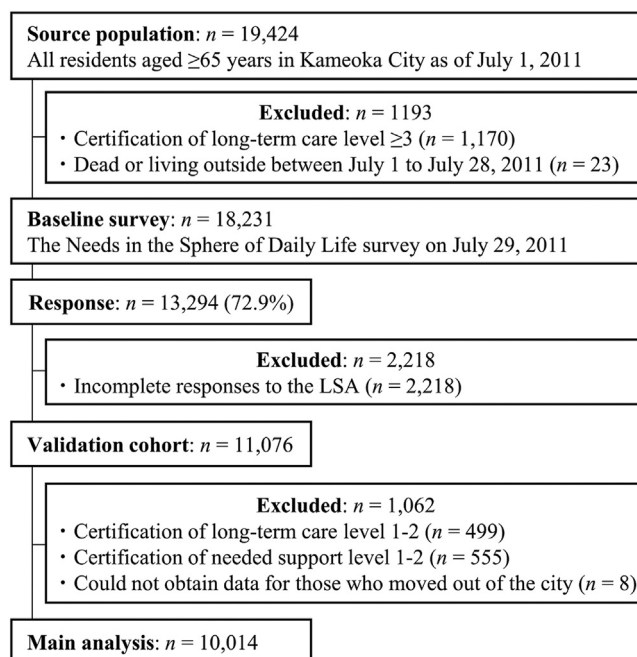 Source population: n = 19,424
All residents aged ≥65 years in Kameoka City as of July 1, 2011
Excluded: n = 1193
・Certification of long-term care level ≥3 (n = 1,170)
・Dead or living outside between July 1 to July 28, 2011 (n = 23)
Baseline survey: n = 18,231
The Needs in the Sphere of Daily Life survey on July 29, 2011
Response: n = 13,294 (72.9%)
Excluded: n = 2,218
・Incomplete responses to the LSA (n = 2,218)
Validation cohort: n = 11,076
Excluded: n = 1,062
・Certification of long-term care level 1-2 (n = 499)
・Certification of needed support level 1-2 (n = 555)
・Could not obtain data for those who moved out of the city (n = 8)
Main analysis: n = 10,014